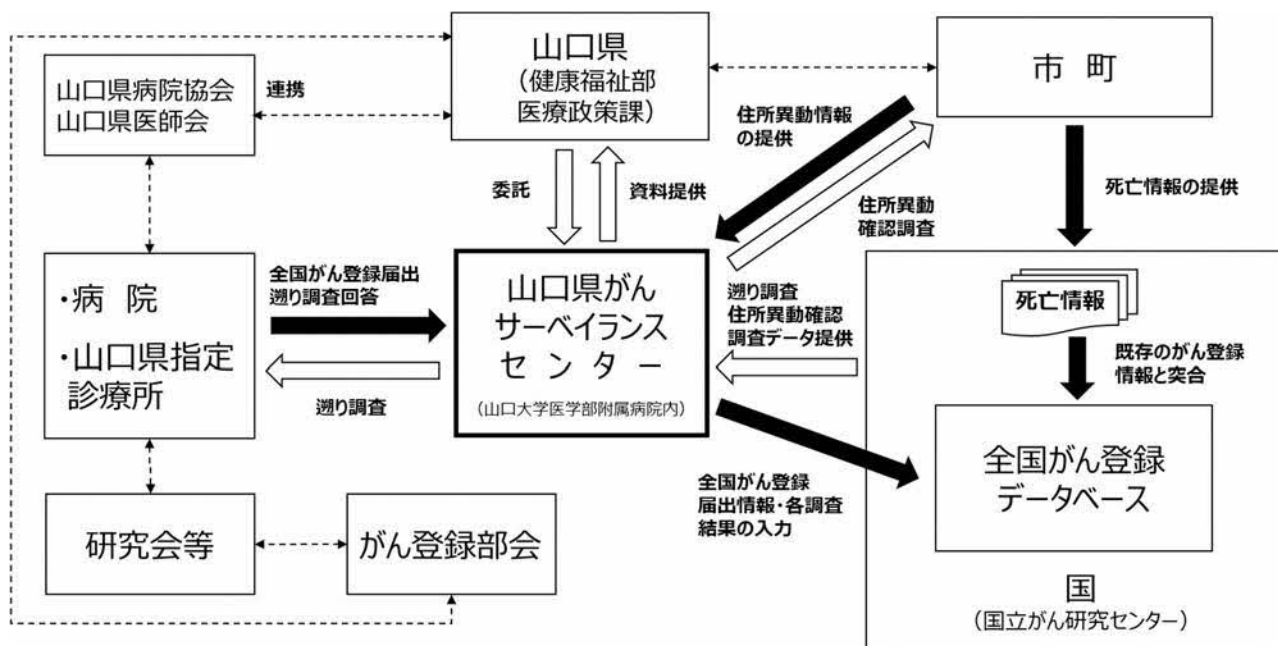 山口県
（健康福祉部
医療政策課）
市 町
山口県病院協会
山口県医師会
連携
住所異動情報
の提供
委託
資料提供
死亡情報の提供
住所異動
確認調査
・病 院
・山口県指定
診療所
全国がん登録届出
遡り調査回答
遡り調査
山口県がん
サーベイランス
セ ン タ ー
（山口大学医学部附属病院内）
遡り調査
住所異動確認
調査データ提供
死亡情報
既存のがん登録
情報と突合
全国がん登録
データベース
全国がん登録
届出情報・各調査
結果の入力
研究会等
がん登録部会
国
（国立がん研究センター）